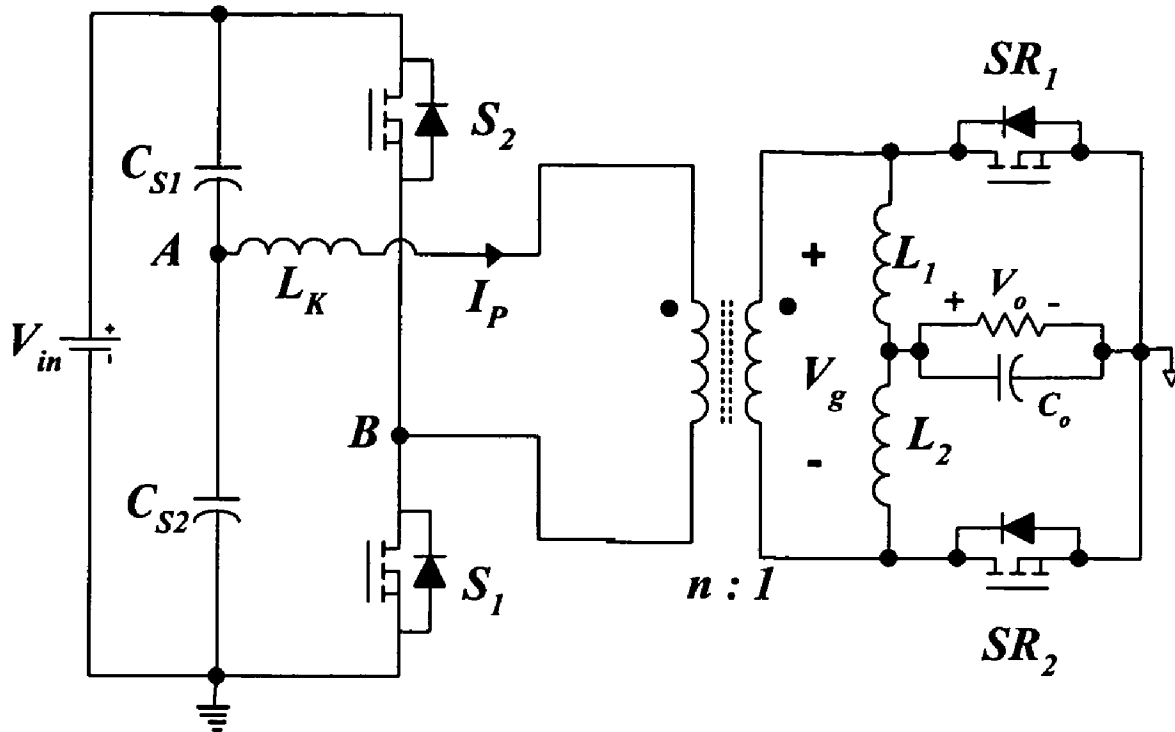 SR1
S2
CS1
A
LK
IP
+
L1
+ Vo -
Vin
+
-
Vg
Co
B
L2
-
CS2
S1
n : 1
SR2